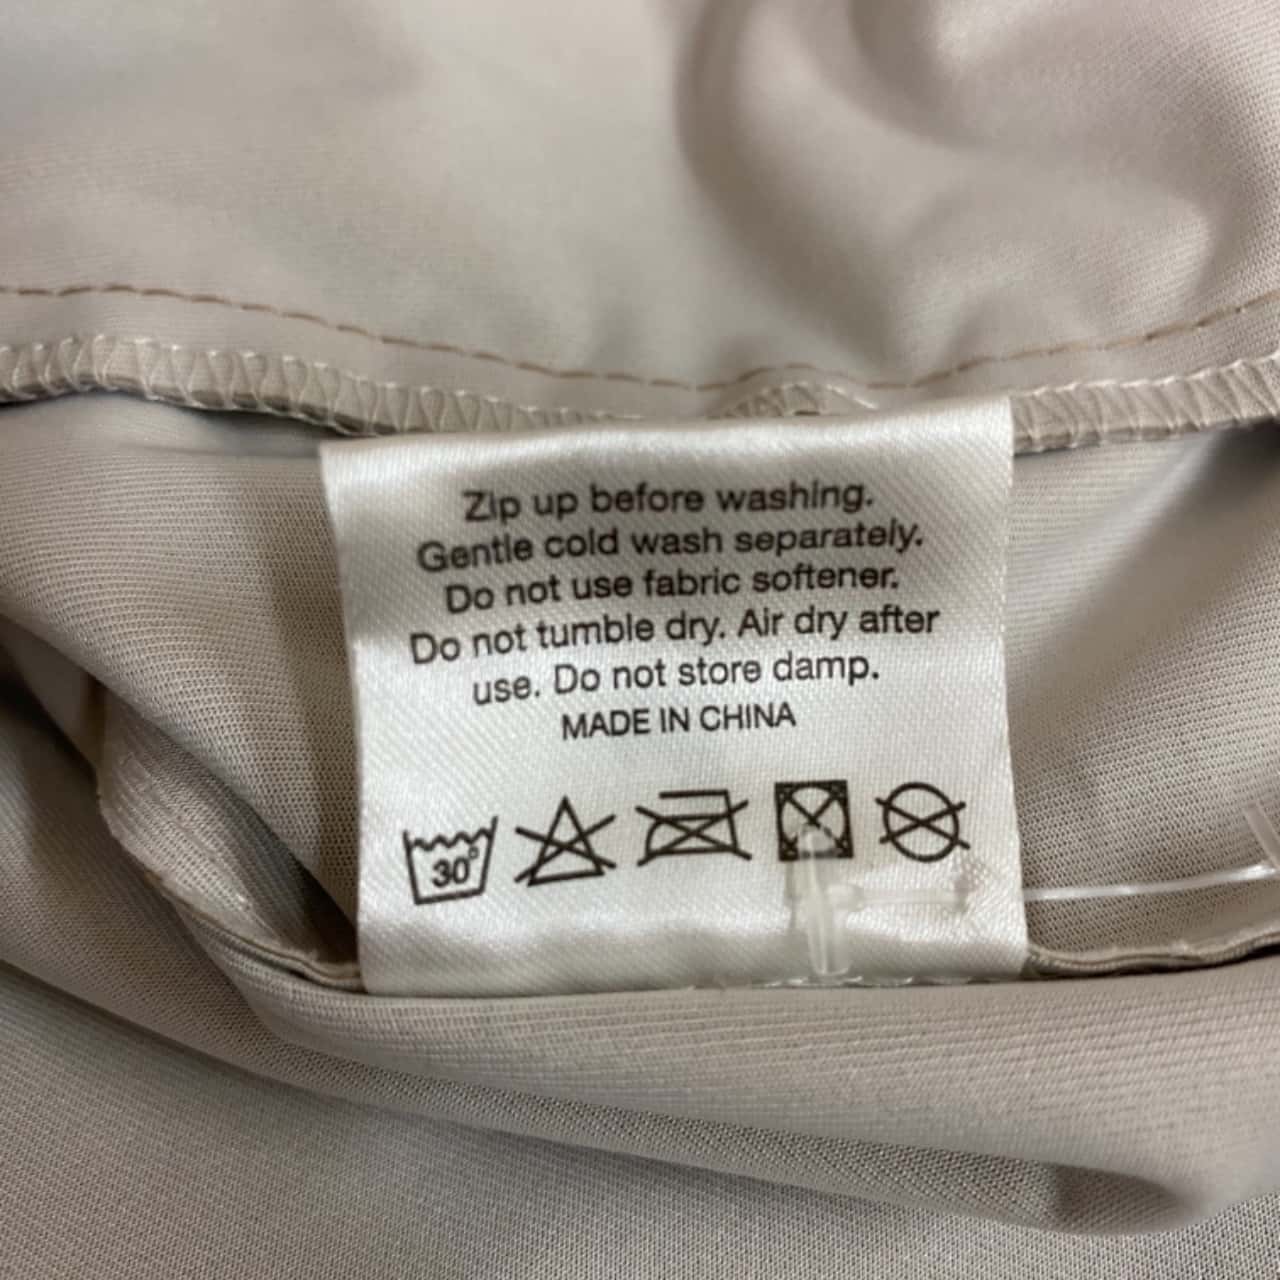 Zip up before washing.
Gentle cold wash separately.
Do not use fabric softener.
Do not tumble dry. Air dry after
use. Do not store damp.
MADE IN CHINA
30°